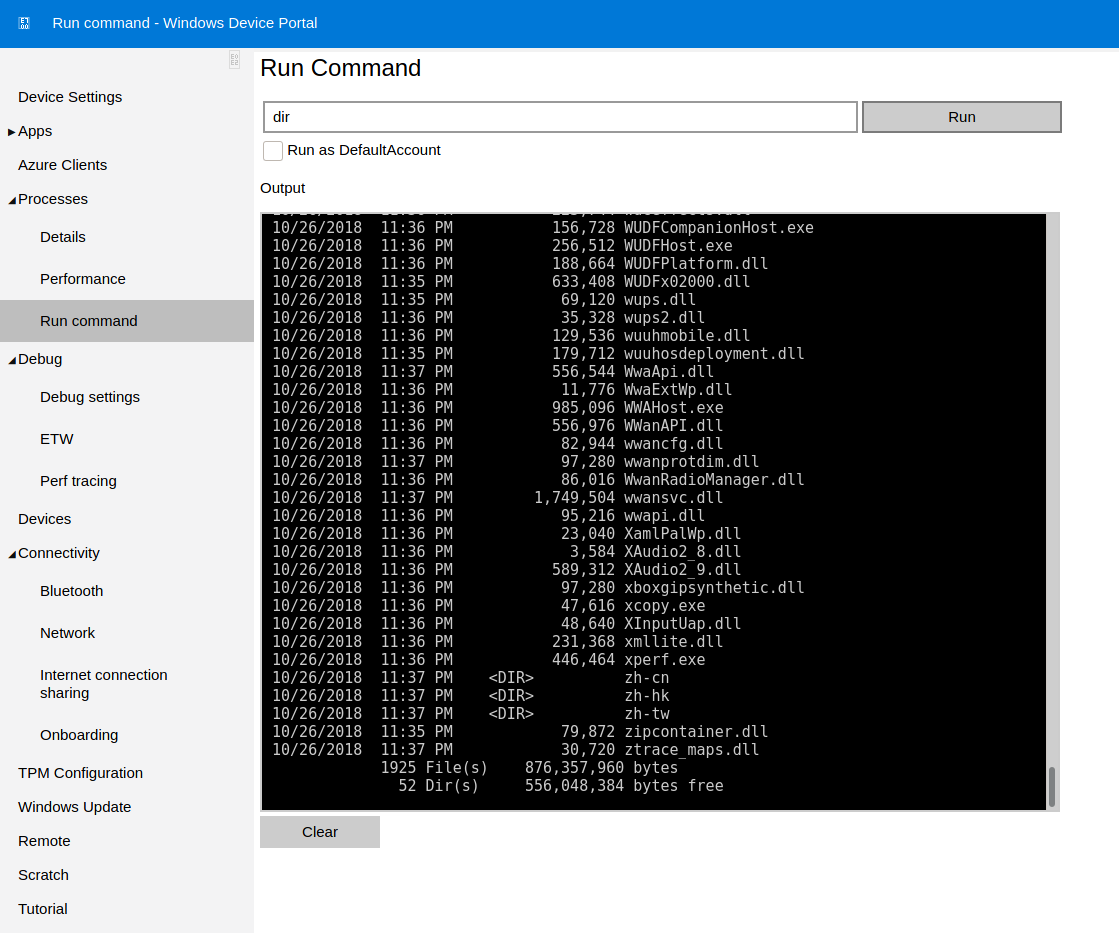 Run command - Windows Device Portal
Device Settings
Apps
Azure Clients
Processes
Details
Performance
Run command
Debug
Debug settings
ETW
Perf tracing
Devices
Connectivity
Bluetooth
Network
Internet connection
sharing
Onboarding
TPM Configuration
Windows Update
Remote
Scratch
Tutorial
Run Command
dir
Run
Run as DefaultAccount
Output
10/26/2018  11:36 PM           156,728 WUDFCompanionHost.exe
10/26/2018  11:36 PM           256,512 WUDFHost.exe
10/26/2018  11:36 PM           188,664 WUDFPlatform.dll
10/26/2018  11:35 PM           633,408 WUDFx02000.dll
10/26/2018  11:35 PM            69,120 wups.dll
10/26/2018  11:36 PM            35,328 wups2.dll
10/26/2018  11:36 PM           129,536 wuuhmobile.dll
10/26/2018  11:35 PM           179,712 wuuhosdeployment.dll
10/26/2018  11:37 PM           556,544 WwaApi.dll
10/26/2018  11:36 PM            11,776 WwaExtWp.dll
10/26/2018  11:36 PM           985,096 WWAHost.exe
10/26/2018  11:36 PM           556,976 WWanAPI.dll
10/26/2018  11:36 PM            82,944 wwancfg.dll
10/26/2018  11:37 PM            97,280 wwanprotdim.dll
10/26/2018  11:36 PM            86,016 WwanRadioManager.dll
10/26/2018  11:37 PM         1,749,504 wwansvc.dll
10/26/2018  11:36 PM            95,216 wwapi.dll
10/26/2018  11:36 PM            23,040 XamlPalWp.dll
10/26/2018  11:36 PM             3,584 XAudio2_8.dll
10/26/2018  11:36 PM           589,312 XAudio2_9.dll
10/26/2018  11:36 PM            97,280 xboxgipsynthetic.dll
10/26/2018  11:36 PM            47,616 xcopy.exe
10/26/2018  11:36 PM            48,640 XInputUap.dll
10/26/2018  11:36 PM           231,368 xmllite.dll
10/26/2018  11:36 PM           446,464 xperf.exe
10/26/2018  11:37 PM    <DIR>          zh-cn
10/26/2018  11:37 PM    <DIR>          zh-hk
10/26/2018  11:37 PM    <DIR>          zh-tw
10/26/2018  11:35 PM            79,872 zipcontainer.dll
10/26/2018  11:37 PM            30,720 ztrace_maps.dll
1925 File(s)    876,357,960 bytes
52 Dir(s)     556,048,384 bytes free
Clear